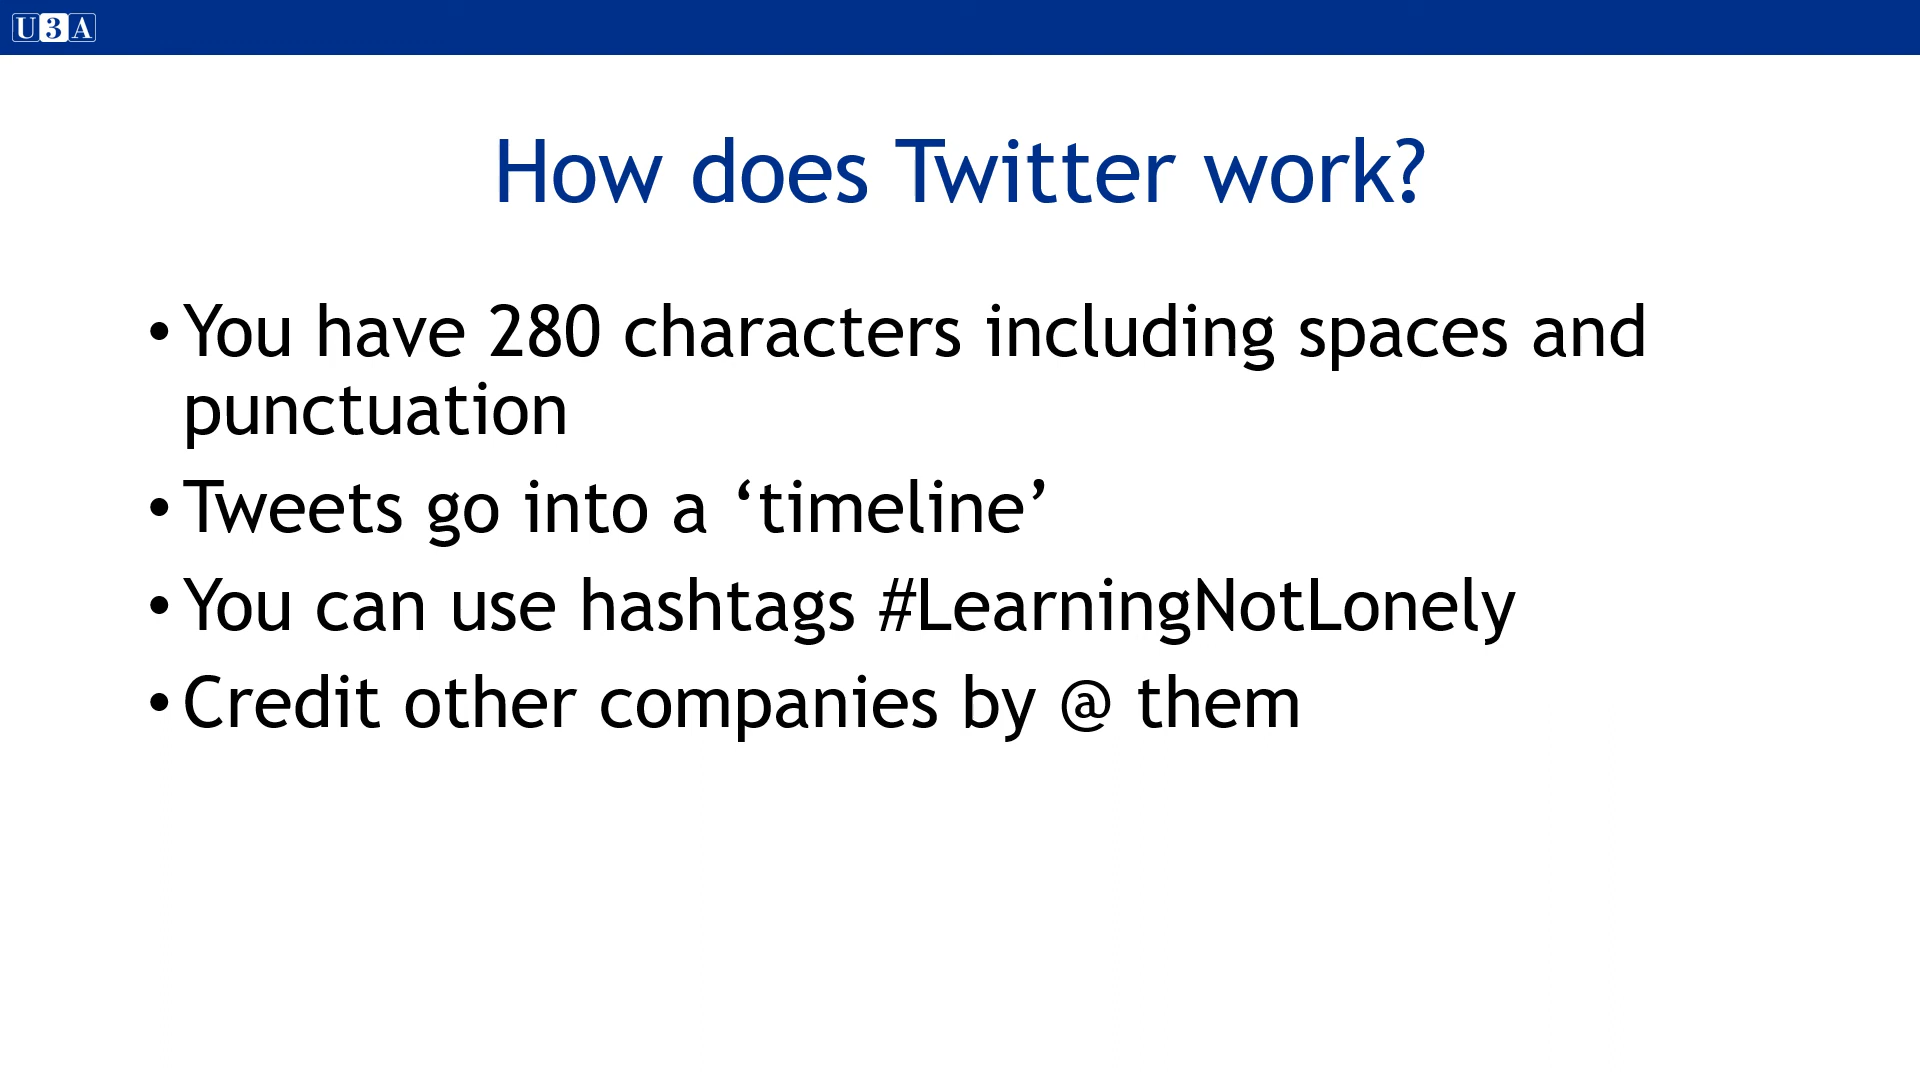 U3A
How does Twitter work?
• You have 280 characters including spaces and
punctuation
• Tweets go into a ‘timeline’
• You can use hashtags #LearningNotLonely
• Credit other companies by @ them